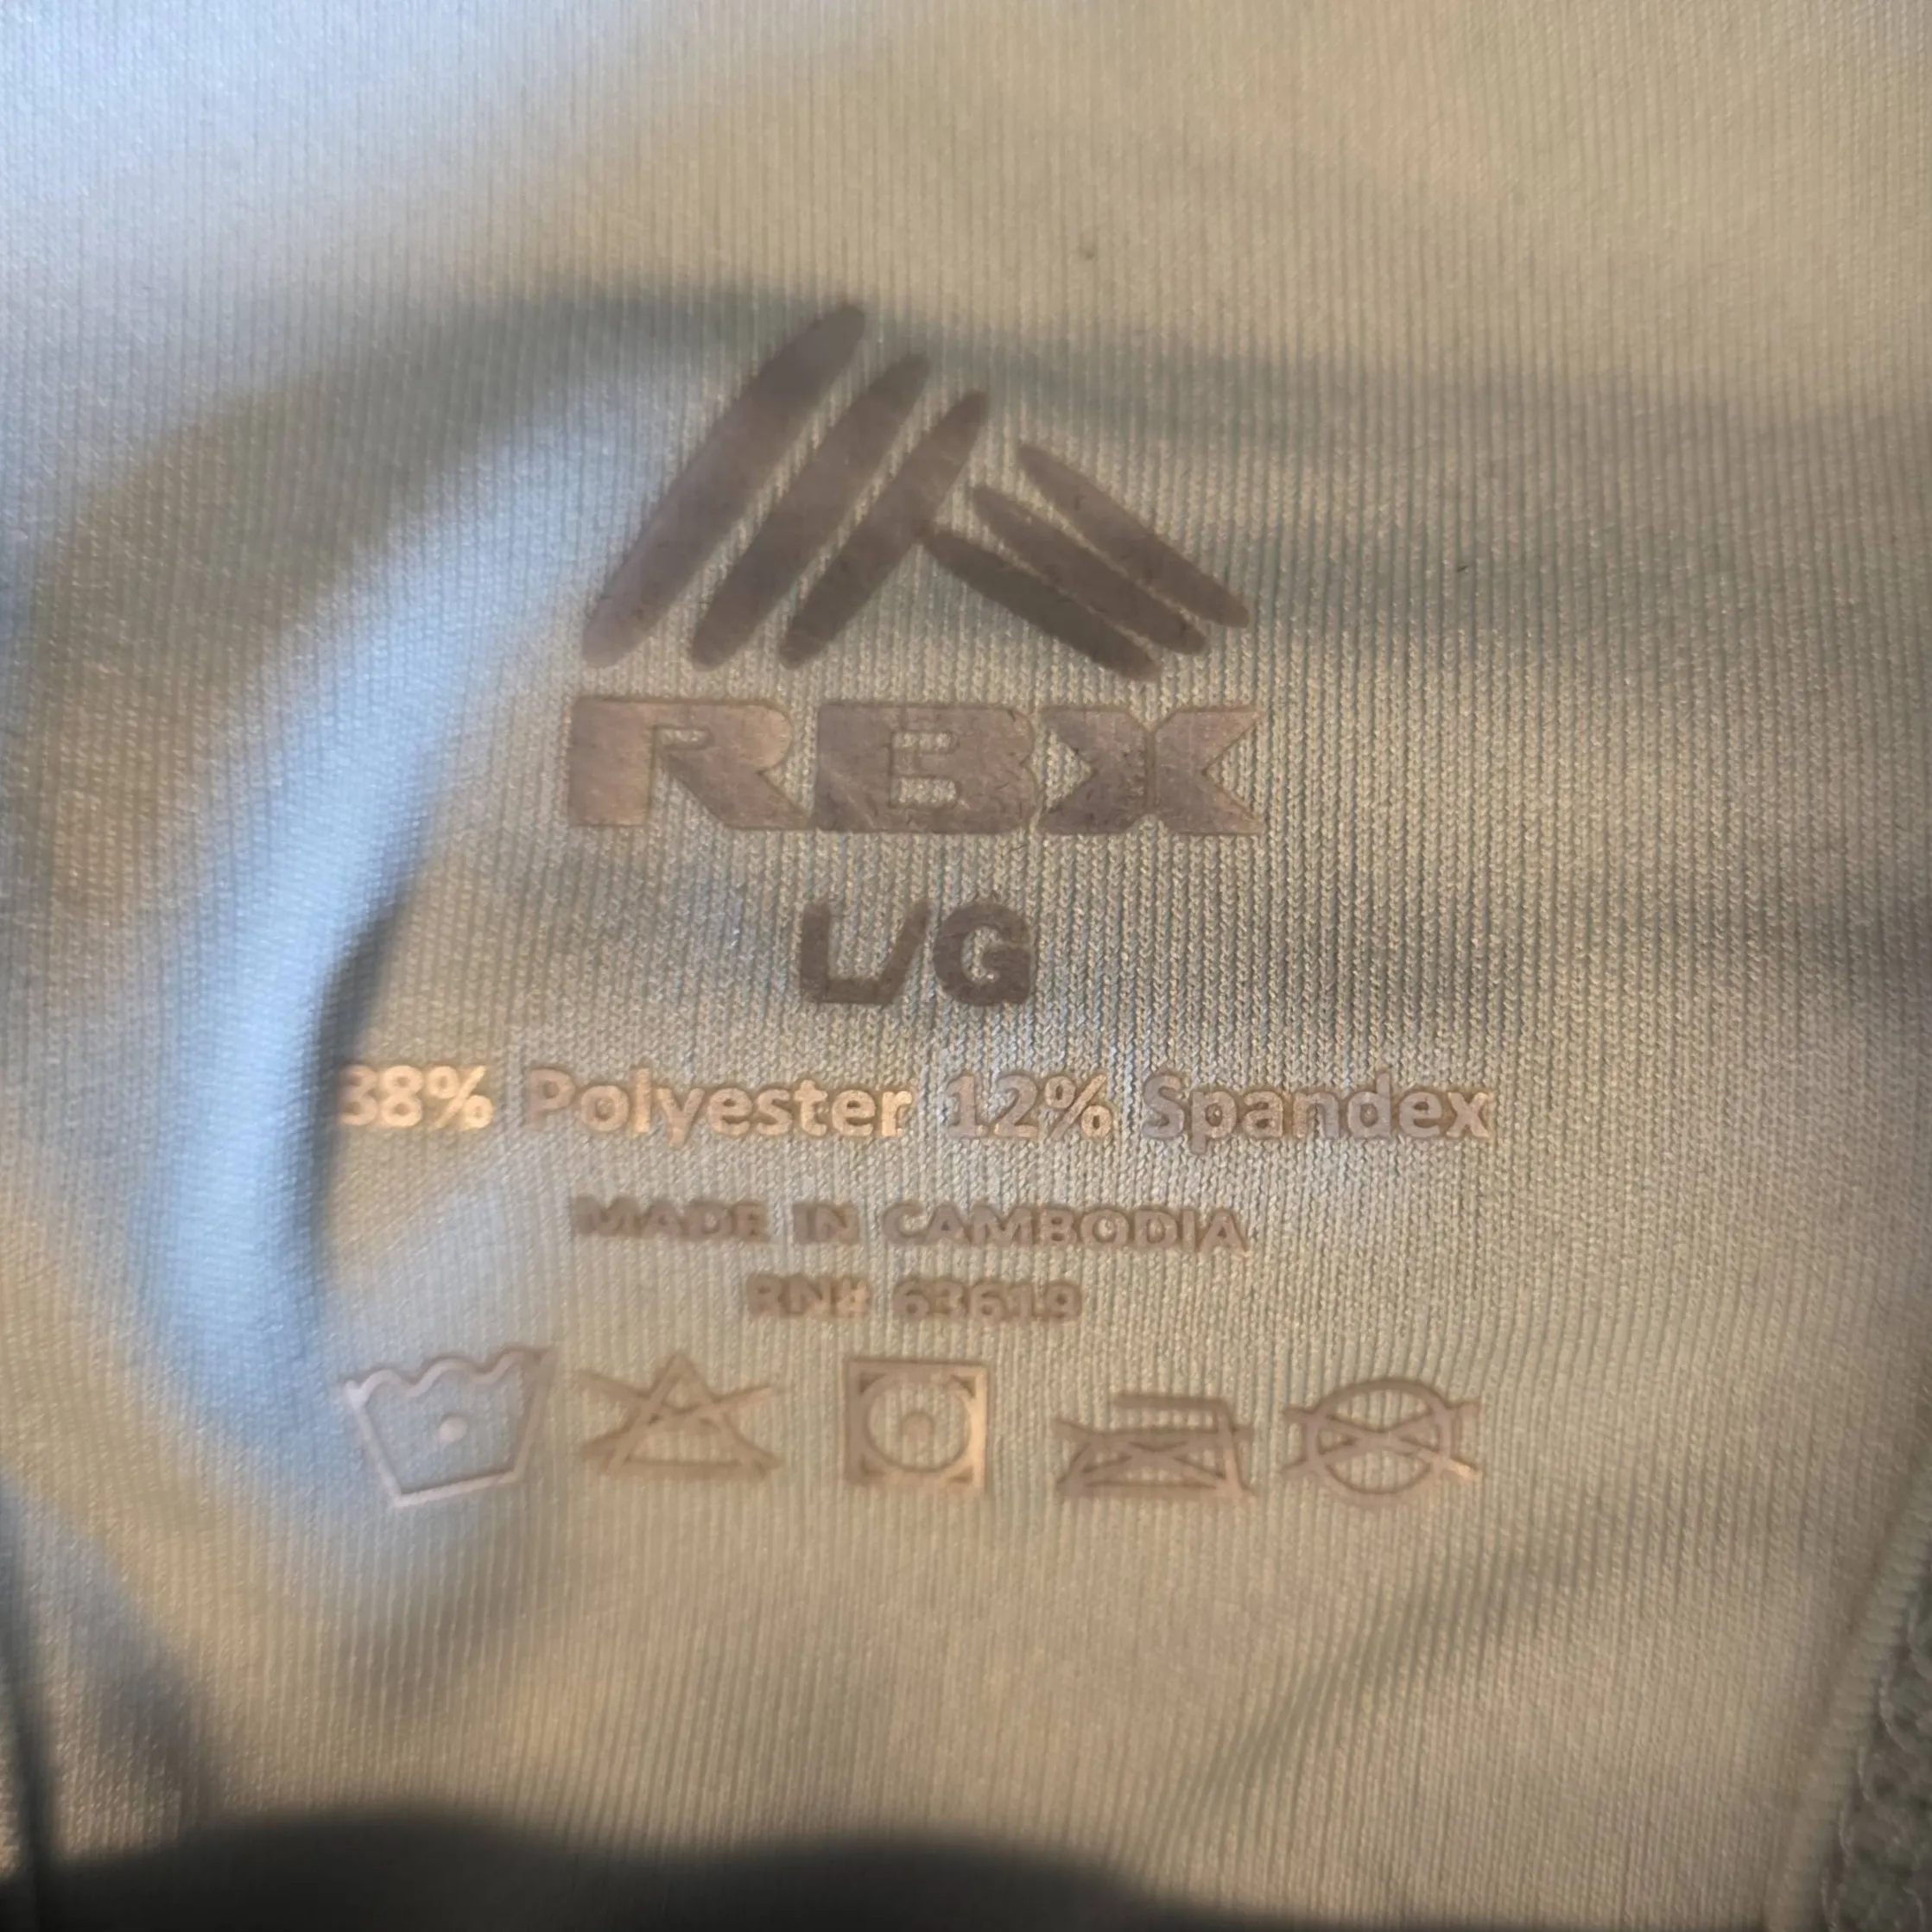 RBX
L/G
88% Polyester 12% Spandex
MADE IN CAMBODIA
RN# 63619